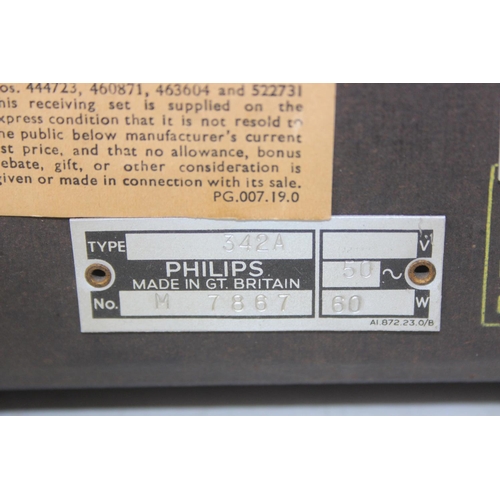 os. 444723, 460871, 463604 and 522731
his receiving set is supplied on the
express condition that it is not resold to
the public below manufacturer's current
ist price, and that no allowance, bonus
ebate, gift, or other consideration is
given or made in connection with its sale.
PG.007.19.0
TYPE 342A V
PHILIPS 50 ~
MADE IN GT. BRITAIN
No. M 7867 60 W
A1.872.23.0/B